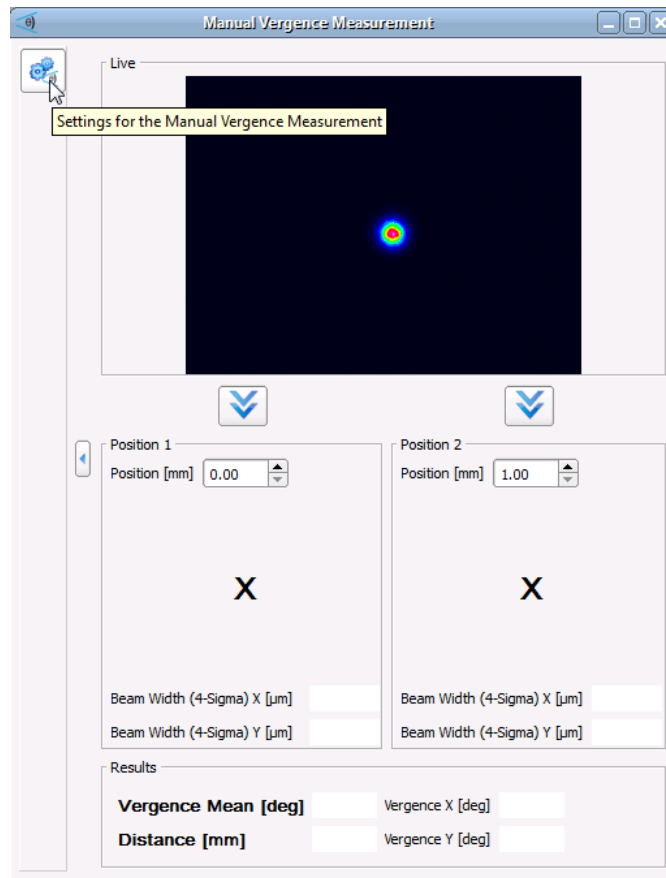 Manual Vergence Measurement
Live
Settings for the Manual Vergence Measurement
Position 1
Position [mm] 0.00
X
Beam Width (4-Sigma) X [µm]
Beam Width (4-Sigma) Y [µm]
Position 2
Position [mm] 1.00
X
Beam Width (4-Sigma) X [µm]
Beam Width (4-Sigma) Y [µm]
Results
Vergence Mean [deg] Vergence X [deg]
Distance [mm] Vergence Y [deg]